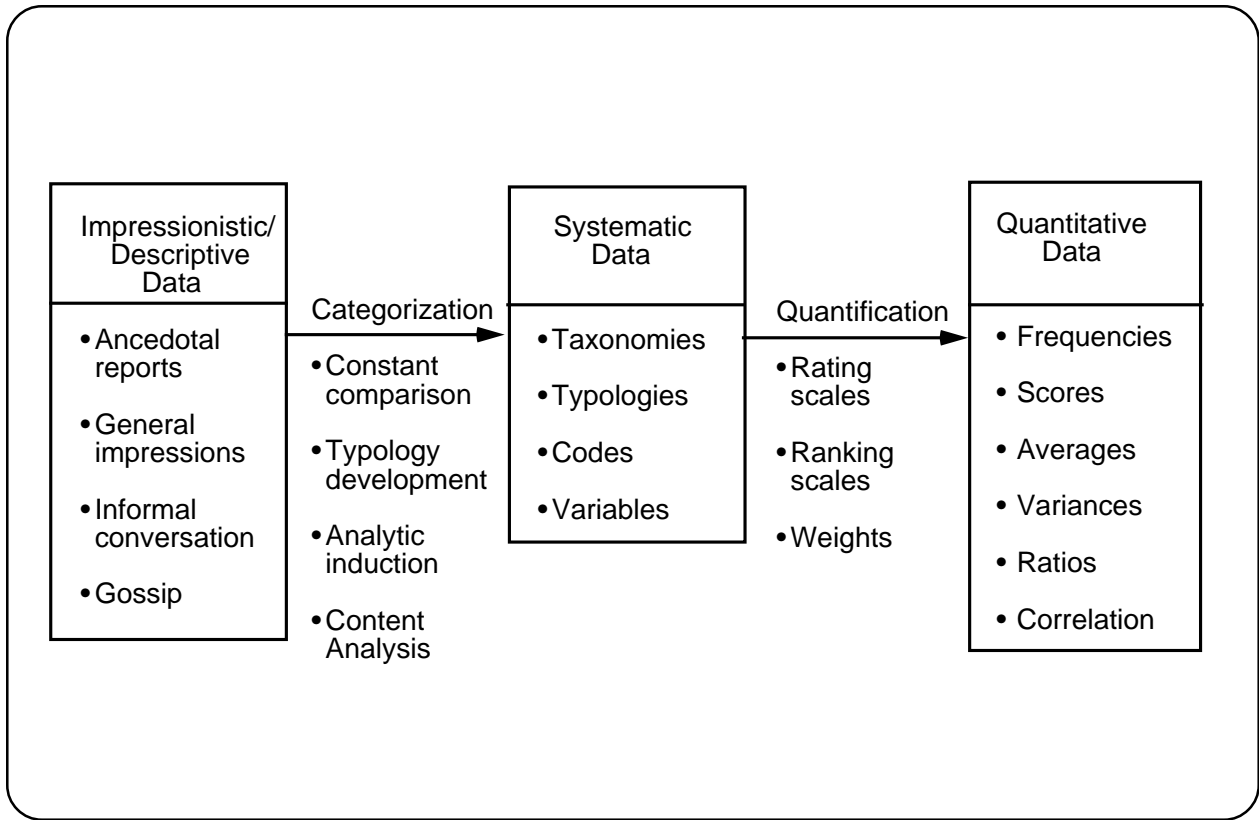 Impressionistic/
Descriptive
Data
•Ancedotal
reports
•General
impressions
•Informal
conversation
•Gossip
Categorization
•Constant
comparison
•Typology
development
•Analytic
induction
•Content
Analysis
Systematic
Data
•Taxonomies
•Typologies
•Codes
•Variables
Quantification
•Rating
scales
•Ranking
scales
•Weights
Quantitative
Data
• Frequencies
• Scores
• Averages
• Variances
• Ratios
• Correlation